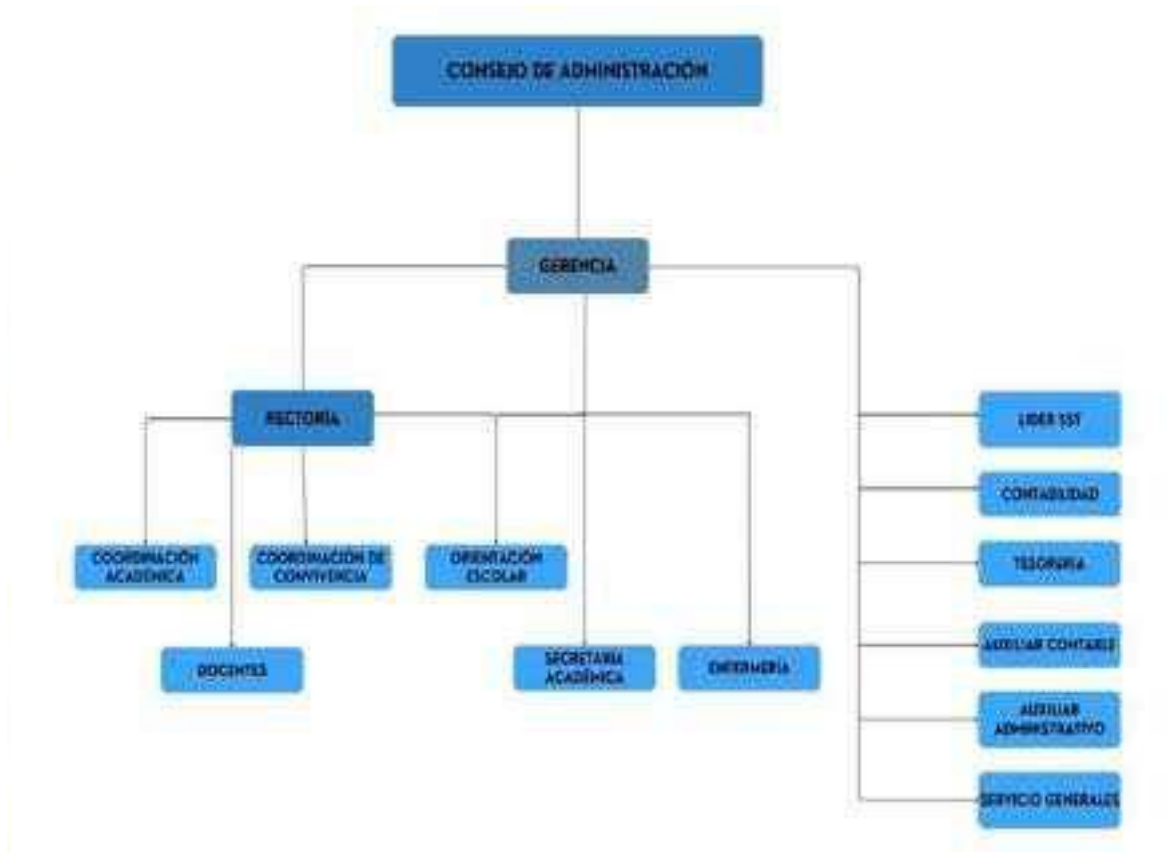 CONSEJO DE ADMINISTRACIÓN
GERENCIA
RECTORÍA
LIDER SST
CONTABILIDAD
TESORERIA
COORDINACIÓN
ACADÉMICA
COORDINACIÓN DE
CONVIVENCIA
ORIENTACIÓN
ESCOLAR
DOCENTES
SECRETARIA
ACADÉMICA
ENFERMERÍA
AUXILIAR CONTABLE
AUXILIAR
ADMINISTRATIVO
SERVICIO GENERALES